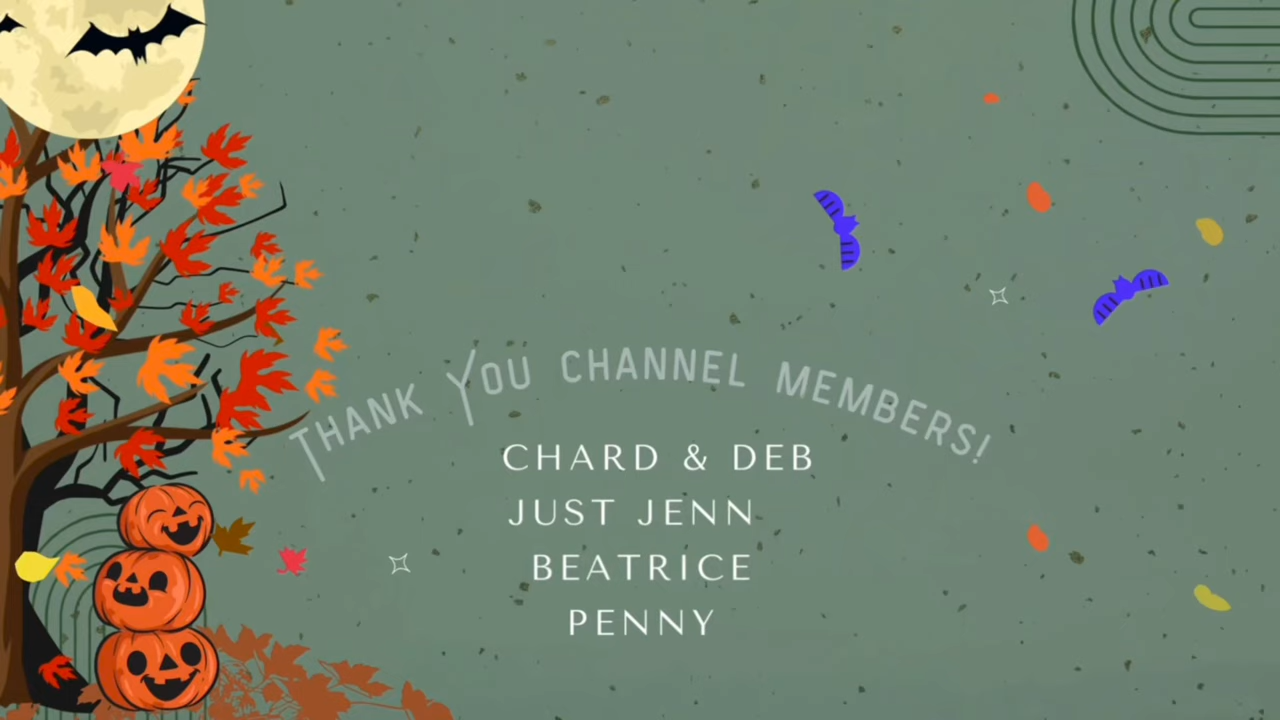 THANK YOU CHANNEL MEMBERS!
CHARD & DEB
JUST JENN
BEATRICE
PENNY